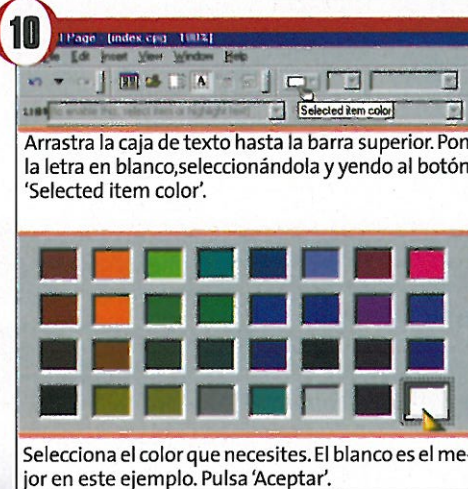 10
l Page [index.cpg 100%]
Edit Insert View Window Help
A
Selected item color
Arrastra la caja de texto hasta la barra superior. Pon
la letra en blanco,seleccionándola y yendo al botón
‘Selected item color’.
Selecciona el color que necesites. El blanco es el me-
jor en este ejemplo. Pulsa ‘Aceptar’.